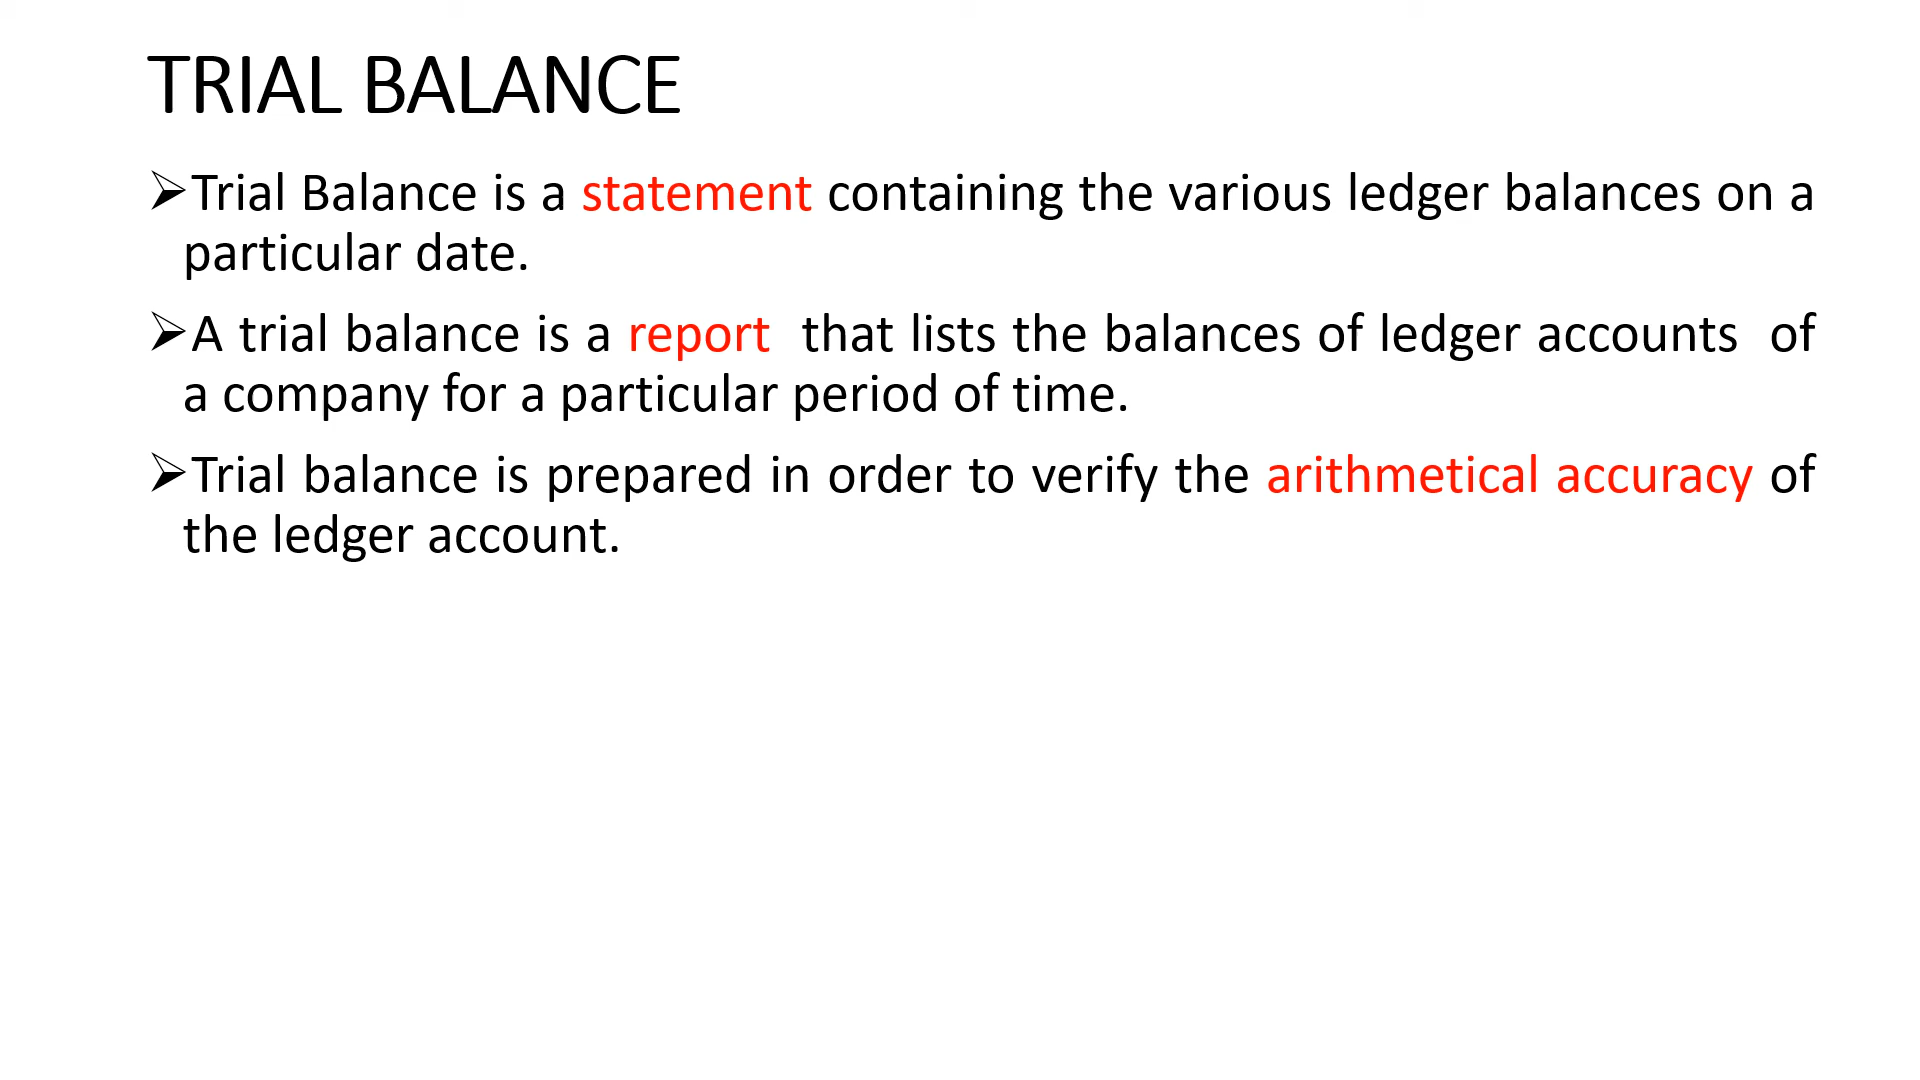 TRIAL BALANCE
➢Trial Balance is a statement containing the various ledger balances on a
particular date.
➢A trial balance is a report  that lists the balances of ledger accounts  of
a company for a particular period of time.
➢Trial balance is prepared in order to verify the arithmetical accuracy of
the ledger account.